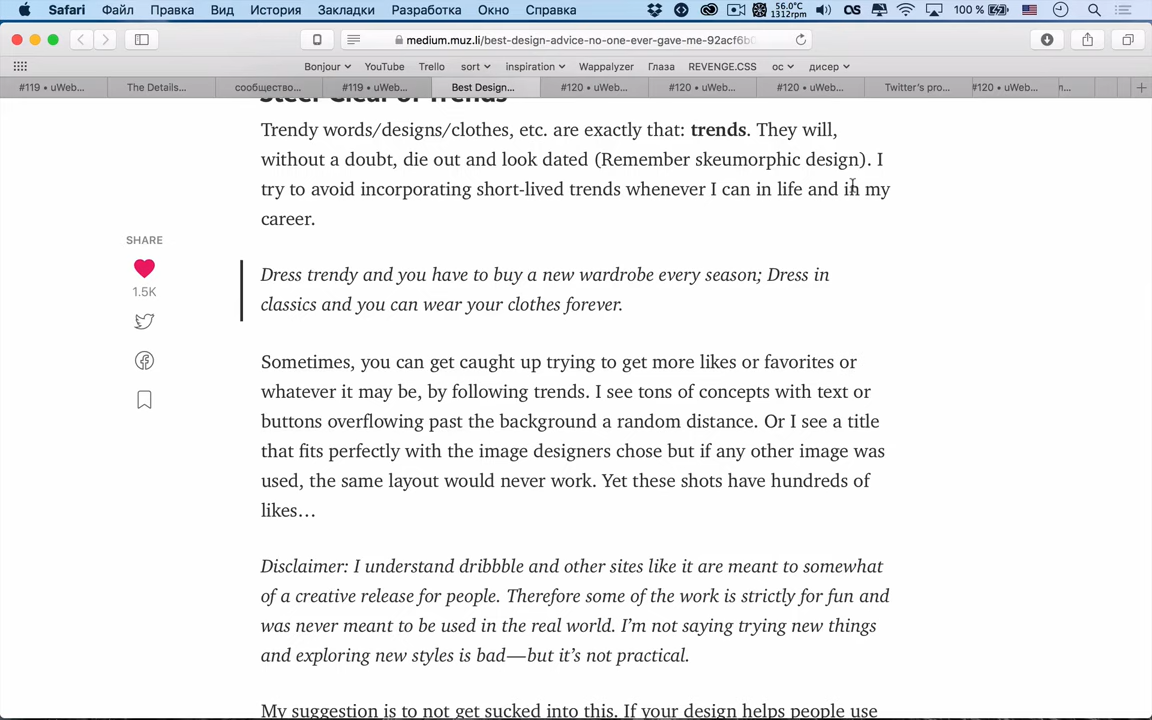 Safari Файл Правка Вид История Закладки Разработка Окно Справка 56.0°C 1312rpm 100 %
medium.muz.li/best-design-advice-no-one-ever-gave-me-92acf6b
Bonjour YouTube Trello sort inspiration Wappalyzer Глаза REVENGE.CSS ос дисер
#119 • uWeb... The Details... сообщество... #119 • uWeb... Best Design... #120 • uWeb... #120 • uWeb... #120 • uWeb... Twitter's pro... #120 • uWeb...
Steer Clear of Trends
Trendy words/designs/clothes, etc. are exactly that: trends. They will,
without a doubt, die out and look dated (Remember skeumorphic design). I
try to avoid incorporating short-lived trends whenever I can in life and in my
career.
SHARE
1.5K
Dress trendy and you have to buy a new wardrobe every season; Dress in
classics and you can wear your clothes forever.
Sometimes, you can get caught up trying to get more likes or favorites or
whatever it may be, by following trends. I see tons of concepts with text or
buttons overflowing past the background a random distance. Or I see a title
that fits perfectly with the image designers chose but if any other image was
used, the same layout would never work. Yet these shots have hundreds of
likes…
Disclaimer: I understand dribbble and other sites like it are meant to somewhat
of a creative release for people. Therefore some of the work is strictly for fun and
was never meant to be used in the real world. I'm not saying trying new things
and exploring new styles is bad—but it's not practical.
My suggestion is to not get sucked into this. If your design helps people use